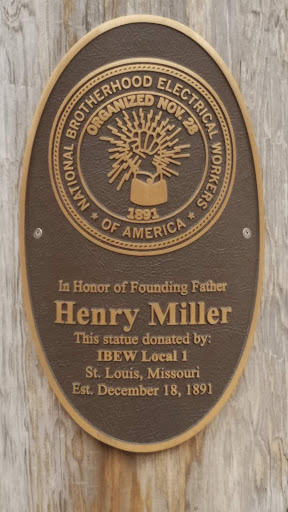 NATIONAL BROTHERHOOD ELECTRICAL WORKERS
OF AMERICA
ORGANIZED NOV. 28
1891
In Honor of Founding Father
Henry Miller
This statue donated by:
IBEW Local 1
St. Louis, Missouri
Est. December 18, 1891